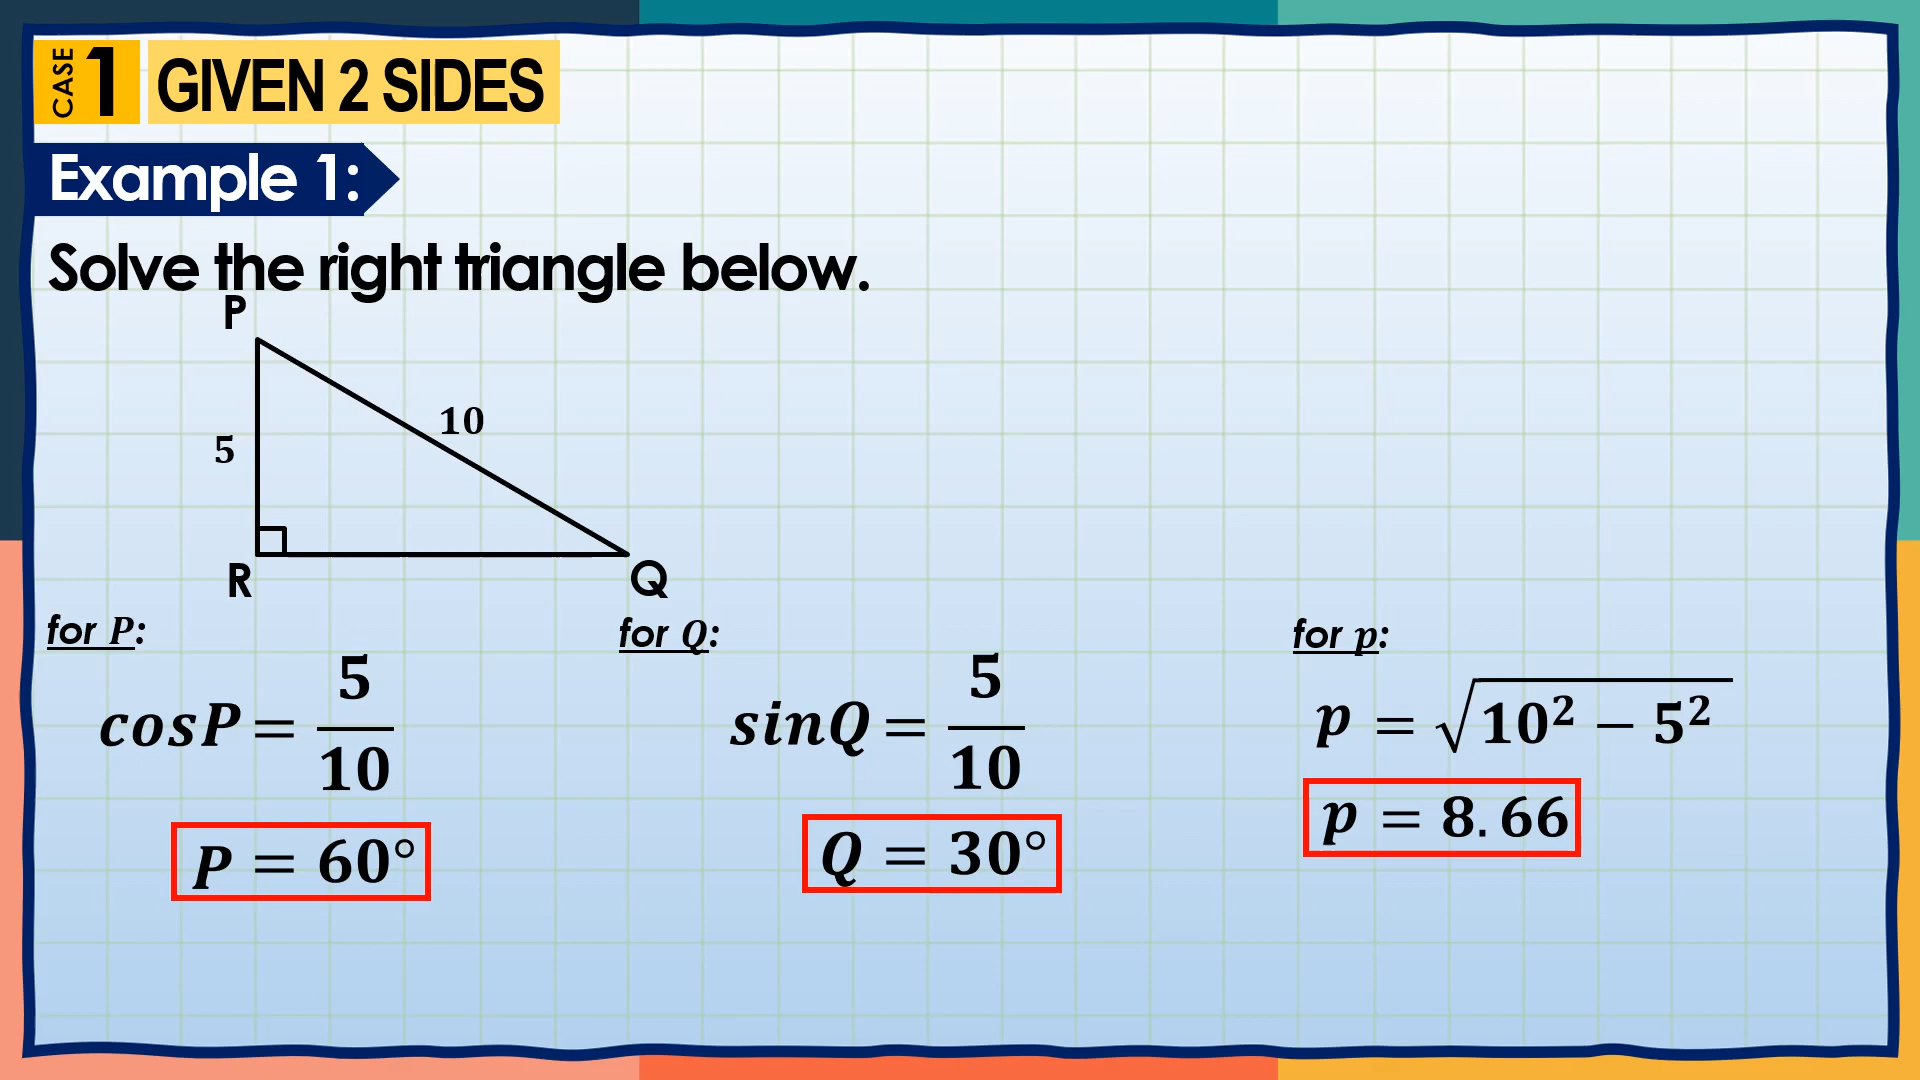 CASE 1 GIVEN 2 SIDES
Example 1:
Solve the right triangle below.
P
10
5
R
Q
for P:
cosP = 5/10
P = 60°
for Q:
sinQ = 5/10
Q = 30°
for p:
p = √(10² − 5²)
p = 8.66